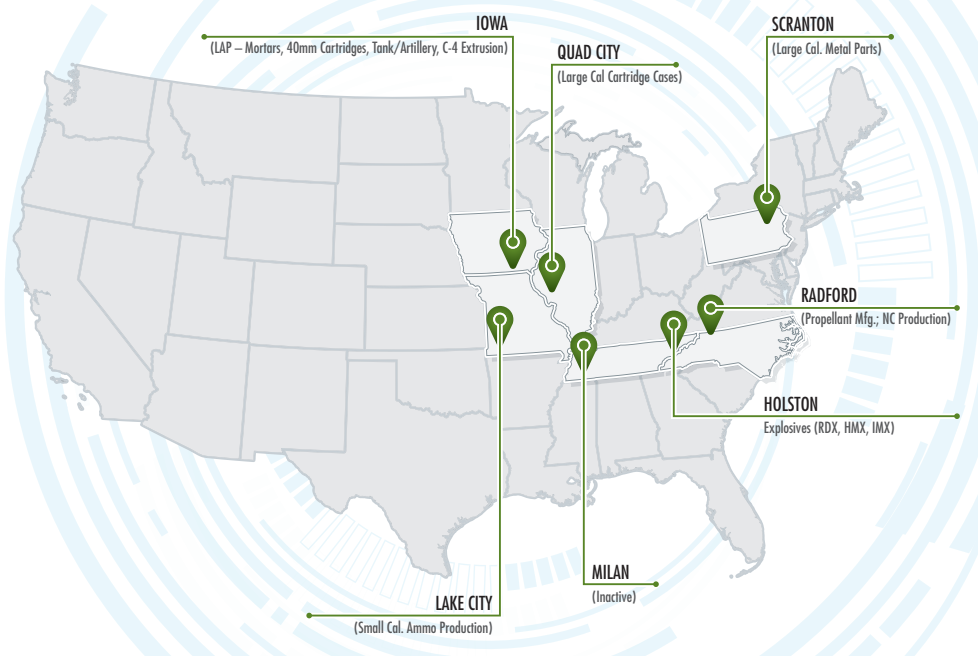 IOWA
(LAP – Mortars, 40mm Cartridges, Tank/Artillery, C-4 Extrusion)
QUAD CITY
(Large Cal Cartridge Cases)
SCRANTON
(Large Cal. Metal Parts)
RADFORD
(Propellant Mfg.; NC Production)
HOLSTON
Explosives (RDX, HMX, IMX)
MILAN
(Inactive)
LAKE CITY
(Small Cal. Ammo Production)